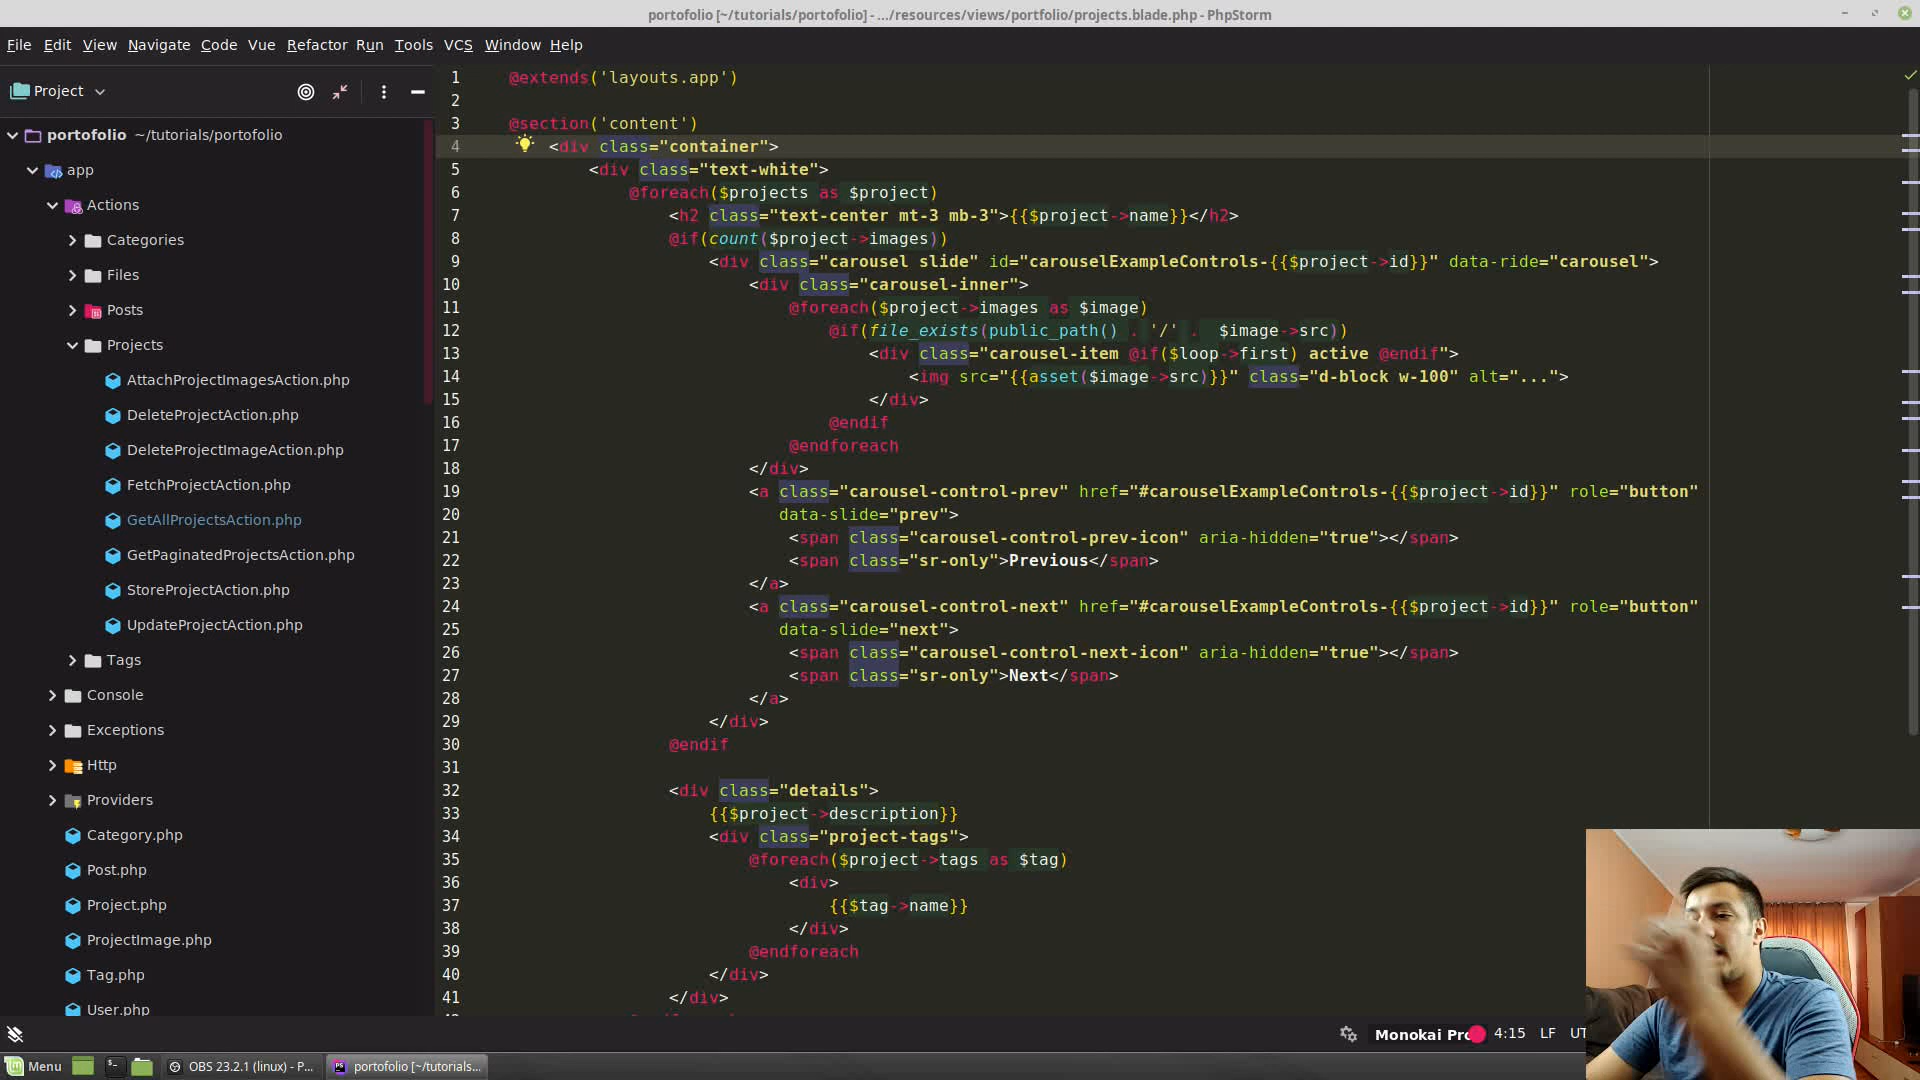 portofolio [~/tutorials/portofolio] - .../resources/views/portfolio/projects.blade.php - PhpStorm
File Edit View Navigate Code Vue Refactor Run Tools VCS Window Help
Project
portofolio ~/tutorials/portofolio
app
Actions
Categories
Files
Posts
Projects
AttachProjectImagesAction.php
DeleteProjectAction.php
DeleteProjectImageAction.php
FetchProjectAction.php
GetAllProjectsAction.php
GetPaginatedProjectsAction.php
StoreProjectAction.php
UpdateProjectAction.php
Tags
Console
Exceptions
Http
Providers
Category.php
Post.php
Project.php
ProjectImage.php
Tag.php
User.php
1 @extends('layouts.app')
2
3 @section('content')
4 <div class="container">
5 <div class="text-white">
6 @foreach($projects as $project)
7 <h2 class="text-center mt-3 mb-3">{{$project->name}}</h2>
8 @if(count($project->images))
9 <div class="carousel slide" id="carouselExampleControls-{{$project->id}}" data-ride="carousel">
10 <div class="carousel-inner">
11 @foreach($project->images as $image)
12 @if(file_exists(public_path() . '/' . $image->src))
13 <div class="carousel-item @if($loop->first) active @endif">
14 <img src="{{asset($image->src)}}" class="d-block w-100" alt="...">
15 </div>
16 @endif
17 @endforeach
18 </div>
19 <a class="carousel-control-prev" href="#carouselExampleControls-{{$project->id}}" role="button"
20 data-slide="prev">
21 <span class="carousel-control-prev-icon" aria-hidden="true"></span>
22 <span class="sr-only">Previous</span>
23 </a>
24 <a class="carousel-control-next" href="#carouselExampleControls-{{$project->id}}" role="button"
25 data-slide="next">
26 <span class="carousel-control-next-icon" aria-hidden="true"></span>
27 <span class="sr-only">Next</span>
28 </a>
29 </div>
30 @endif
31
32 <div class="details">
33 {{$project->description}}
34 <div class="project-tags">
35 @foreach($project->tags as $tag)
36 <div>
37 {{$tag->name}}
38 </div>
39 @endforeach
40 </div>
41 </div>
Monokai Pro 4:15 LF
Menu OBS 23.2.1 (linux) - P... portofolio [~/tutorials...